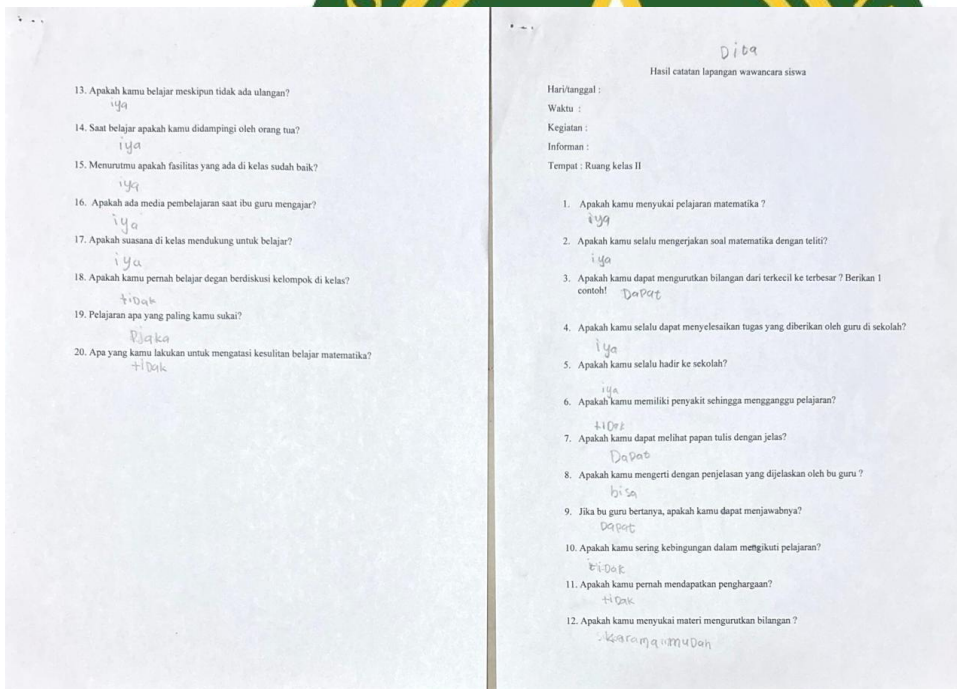 13. Apakah kamu belajar meskipun tidak ada ulangan?
iya
14. Saat belajar apakah kamu didampingi oleh orang tua?
iya
15. Menurutmu apakah fasilitas yang ada di kelas sudah baik?
iya
16. Apakah ada media pembelajaran saat ibu guru mengajar?
iya
17. Apakah suasana di kelas mendukung untuk belajar?
iya
18. Apakah kamu pernah belajar degan berdiskusi kelompok di kelas?
tiDak
19. Pelajaran apa yang paling kamu sukai?
20. Apa yang kamu lakukan untuk mengatasi kesulitan belajar matematika?
tiDak
Dita
Hasil catatan lapangan wawancara siswa
Hari/tanggal :
Waktu :
Kegiatan :
Informan :
Tempat : Ruang kelas II
1. Apakah kamu menyukai pelajaran matematika ?
iya
2. Apakah kamu selalu mengerjakan soal matematika dengan teliti?
iya
3. Apakah kamu dapat mengurutkan bilangan dari terkecil ke terbesar ? Berikan 1
contoh! DaPat
4. Apakah kamu selalu dapat menyelesaikan tugas yang diberikan oleh guru di sekolah?
iya
5. Apakah kamu selalu hadir ke sekolah?
iya
6. Apakah kamu memiliki penyakit sehingga mengganggu pelajaran?
tiDak
7. Apakah kamu dapat melihat papan tulis dengan jelas?
DaPat
8. Apakah kamu mengerti dengan penjelasan yang dijelaskan oleh bu guru ?
bisa
9. Jika bu guru bertanya, apakah kamu dapat menjawabnya?
DaPat
10. Apakah kamu sering kebingungan dalam mengikuti pelajaran?
tiDak
11. Apakah kamu pernah mendapatkan penghargaan?
tiDak
12. Apakah kamu menyukai materi mengurutkan bilangan ?
muDah